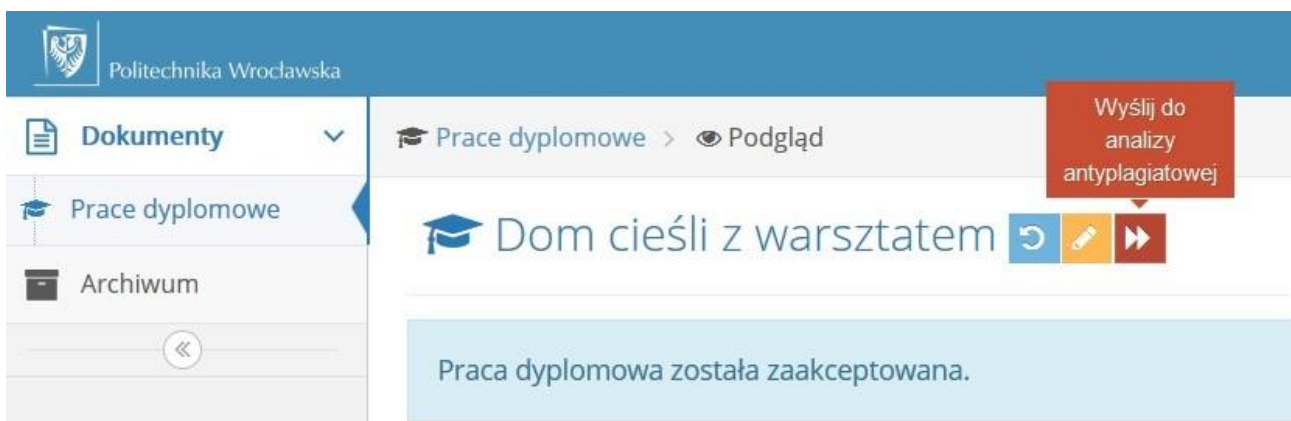 Politechnika Wrocławska
Dokumenty
Prace dyplomowe > Podgląd
Wyślij do
analizy
antyplagiatowej
Prace dyplomowe
Dom cieśli z warsztatem
Archiwum
Praca dyplomowa została zaakceptowana.